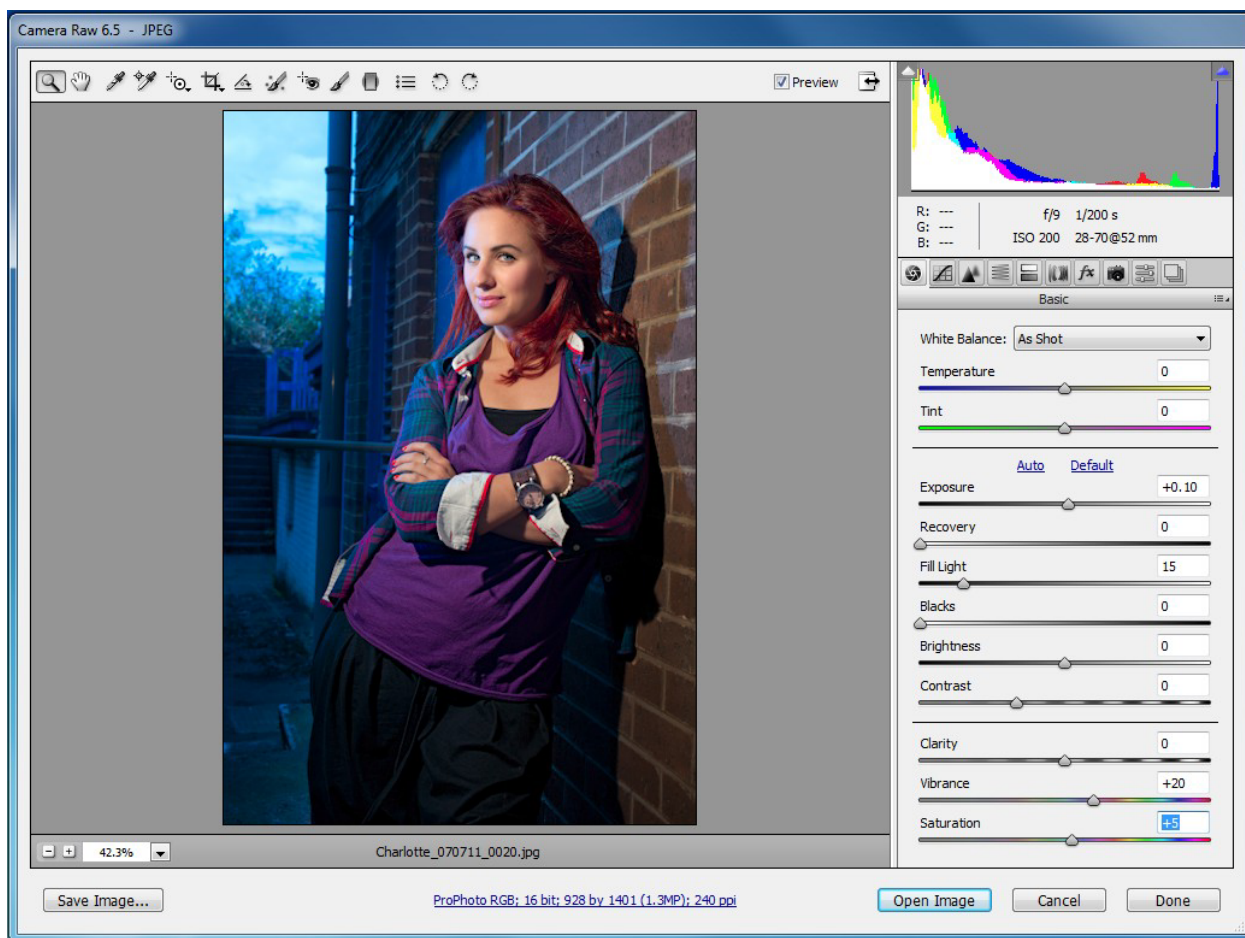 Camera Raw 6.5 - JPEG
Preview
R: ---
G: ---
B: ---
f/9 1/200 s
ISO 200 28-70@52 mm
fx
Basic
White Balance: As Shot
Temperature 0
Tint 0
Auto Default
Exposure +0.10
Recovery 0
Fill Light 15
Blacks 0
Brightness 0
Contrast 0
Clarity 0
Vibrance +20
Saturation +5
42.3% Charlotte_070711_0020.jpg
Save Image... ProPhoto RGB; 16 bit; 928 by 1401 (1.3MP); 240 ppi Open Image Cancel Done